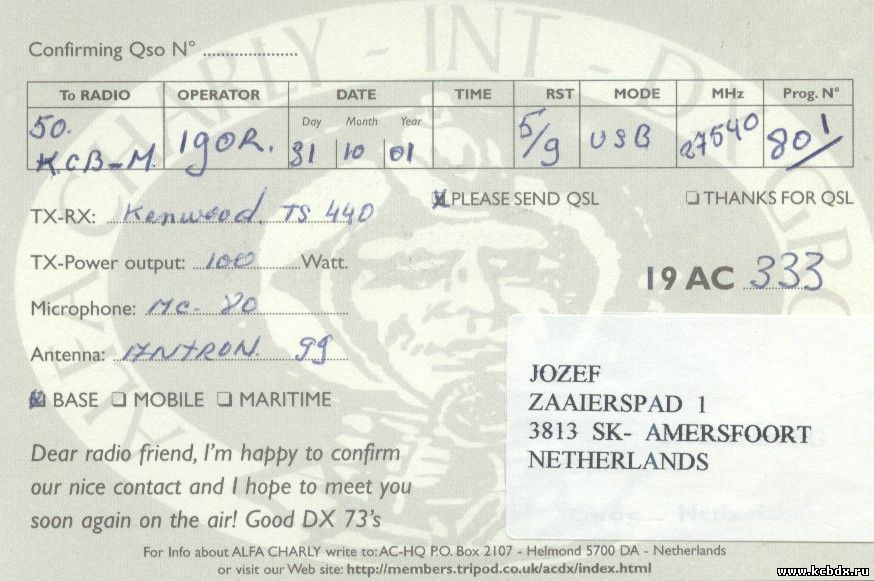 ALFA CHARLY - INT - D GRO
Confirming Qso N° ....................
To RADIO OPERATOR DATE TIME RST MODE MHz Prog. N°
Day Month Year
50. K.CB-M. IgOR. 31 10 01 5/9 USB 27540 801
PLEASE SEND QSL THANKS FOR QSL
TX-RX: Kenwood TS 440
TX-Power output: 100 Watt.
19 AC 333
Microphone: MC- 80
Antenna: ANTRON. 99
BASE MOBILE MARITIME
JOZEF
ZAAIERSPAD 1
3813 SK- AMERSFOORT
NETHERLANDS
Dear radio friend, I'm happy to confirm
our nice contact and I hope to meet you
soon again on the air! Good DX 73's
For Info about ALFA CHARLY write to: AC-HQ P.O. Box 2107 - Helmond 5700 DA - Netherlands
or visit our Web site: http://members.tripod.co.uk/acdx/index.html
www.kcbdx.ru